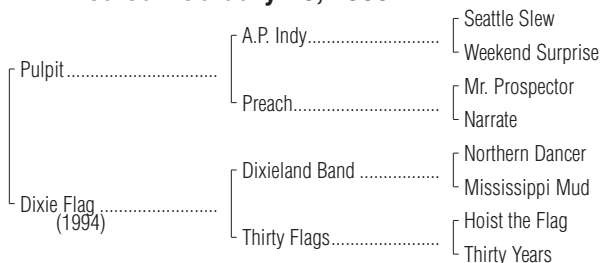 Seattle Slew
A.P. Indy
Weekend Surprise
Pulpit
Mr. Prospector
Preach
Narrate
Northern Dancer
Dixieland Band
Mississippi Mud
Dixie Flag
(1994)
Hoist the Flag
Thirty Flags
Thirty Years